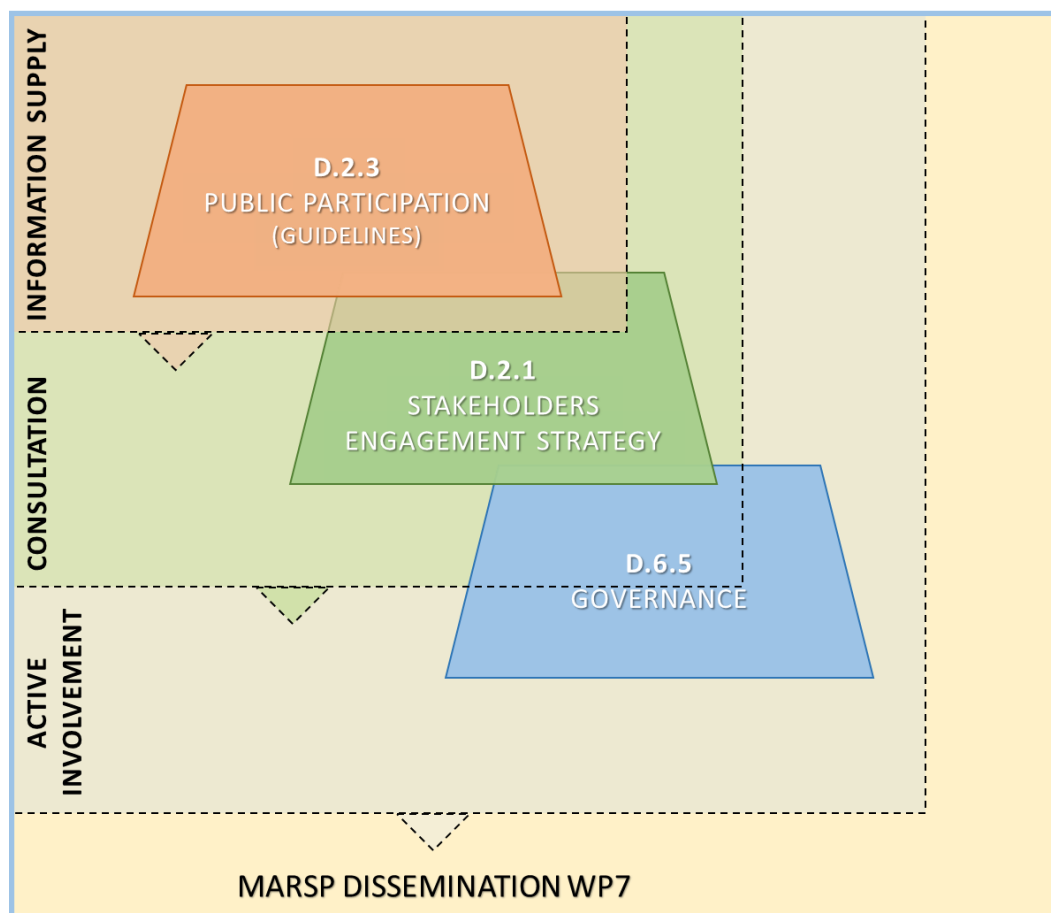 INFORMATION SUPPLY
D.2.3
PUBLIC PARTICIPATION
(GUIDELINES)
CONSULTATION
D.2.1
STAKEHOLDERS
ENGAGEMENT STRATEGY
ACTIVE
INVOLVEMENT
D.6.5
GOVERNANCE
MARSP DISSEMINATION WP7